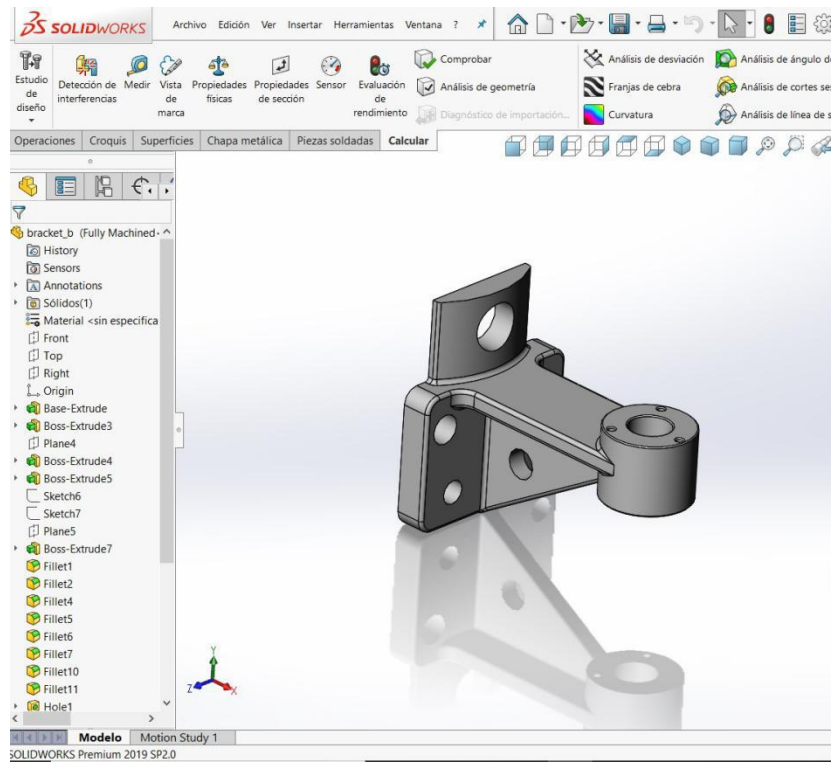 SOLIDWORKS Archivo Edición Ver Insertar Herramientas Ventana ?
Estudio de diseño
Detección de interferencias
Medir
Vista de marca
Propiedades físicas
Propiedades de sección
Sensor
Evaluación de rendimiento
Comprobar
Análisis de geometría
Diagnóstico de importación...
Análisis de desviación
Franjas de cebra
Curvatura
Análisis de ángulo de
Análisis de cortes ses
Análisis de línea de s
Operaciones Croquis Superficies Chapa metálica Piezas soldadas Calcular
bracket_b (Fully Machined-
History
Sensors
Annotations
Sólidos(1)
Material <sin especifica
Front
Top
Right
Origin
Base-Extrude
Boss-Extrude3
Plane4
Boss-Extrude4
Boss-Extrude5
Sketch6
Sketch7
Plane5
Boss-Extrude7
Fillet1
Fillet2
Fillet4
Fillet5
Fillet6
Fillet7
Fillet10
Fillet11
Hole1
Y
Z X
Modelo Motion Study 1
SOLIDWORKS Premium 2019 SP2.0